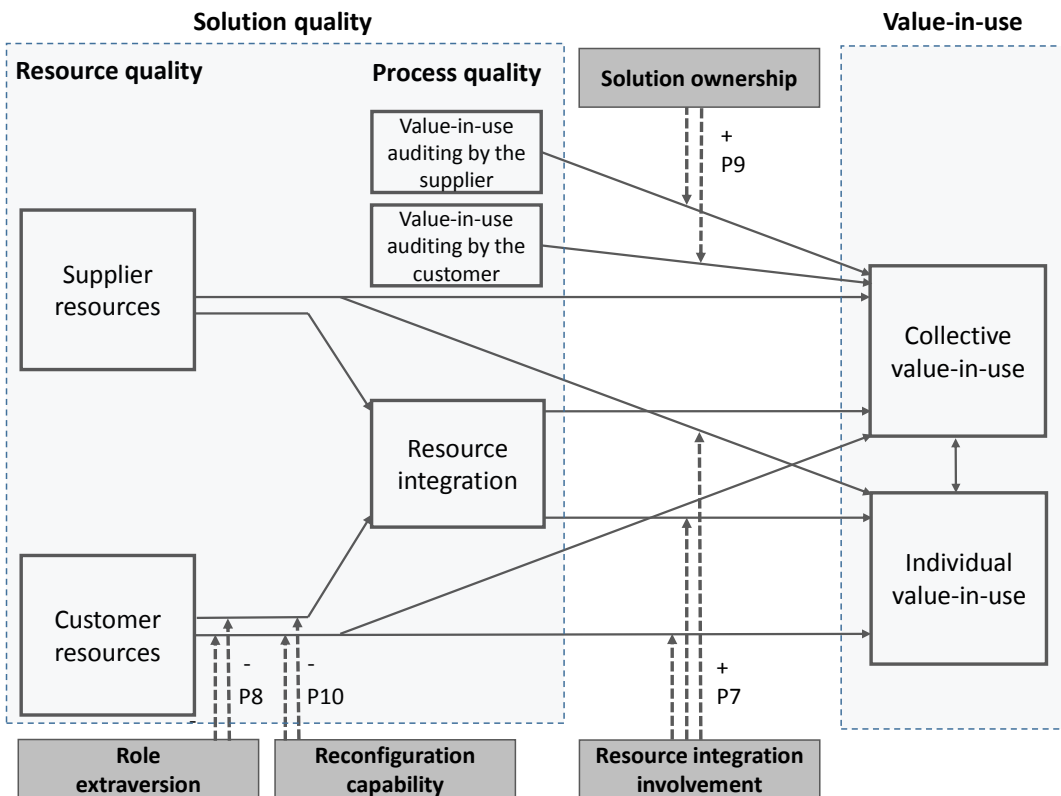 Solution quality
Value-in-use
Resource quality
Process quality
Solution ownership
Value-in-use
auditing by the
supplier
+
P9
Value-in-use
auditing by the
customer
Supplier
resources
Collective
value-in-use
Resource
integration
Individual
value-in-use
Customer
resources
-
P8
-
P10
+
P7
-
Role
extraversion
Reconfiguration
capability
Resource integration
involvement